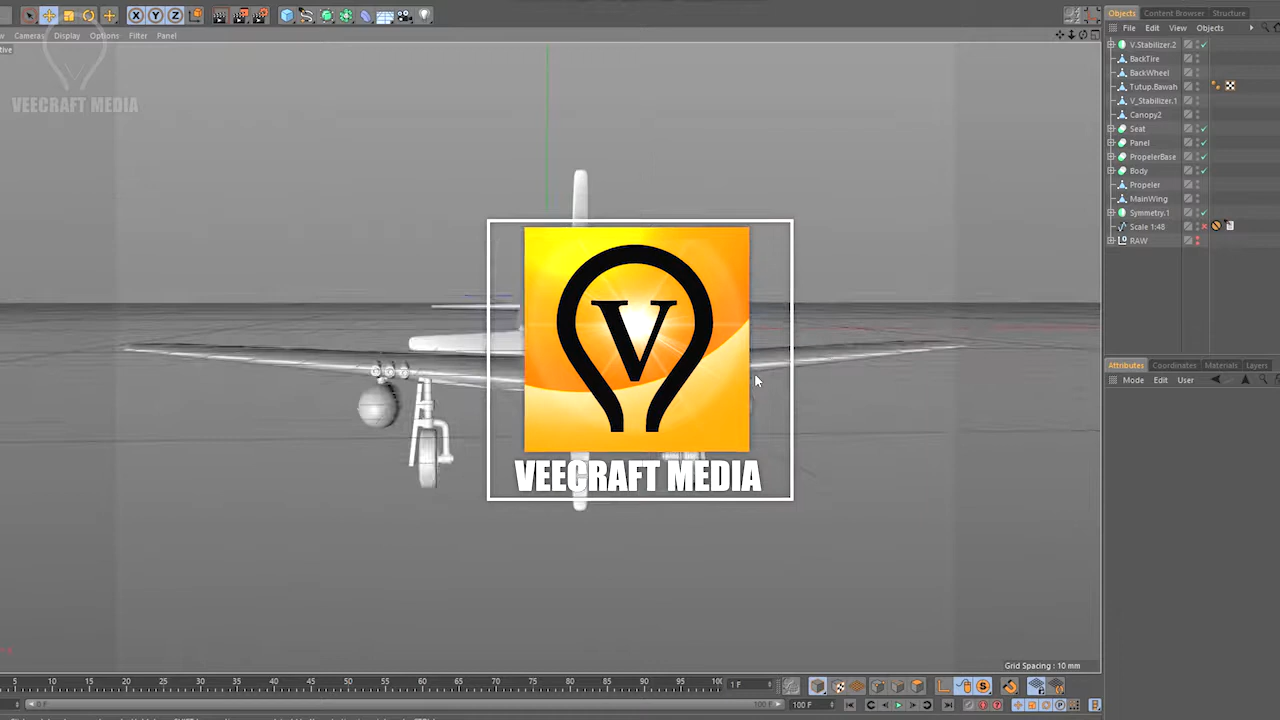 Cameras Display Options Filter Panel
VEECRAFT MEDIA
X Y Z
V
VEECRAFT MEDIA
Grid Spacing : 10 mm
Objects Content Browser Structure
File Edit View Objects
V.Stabilizer.2
BackTire
BackWheel
Tutup.Bawah
V_Stabilizer.1
Canopy2
Seat
Panel
PropelerBase
Body
Propeler
MainWing
Symmetry.1
Scale 1:48
RAW
Attributes Coordinates Materials Layers
Mode Edit User
5 10 15 20 25 30 35 40 45 50 55 60 65 70 75 80 85 90 95 1 F
0 F 100 F 100 F